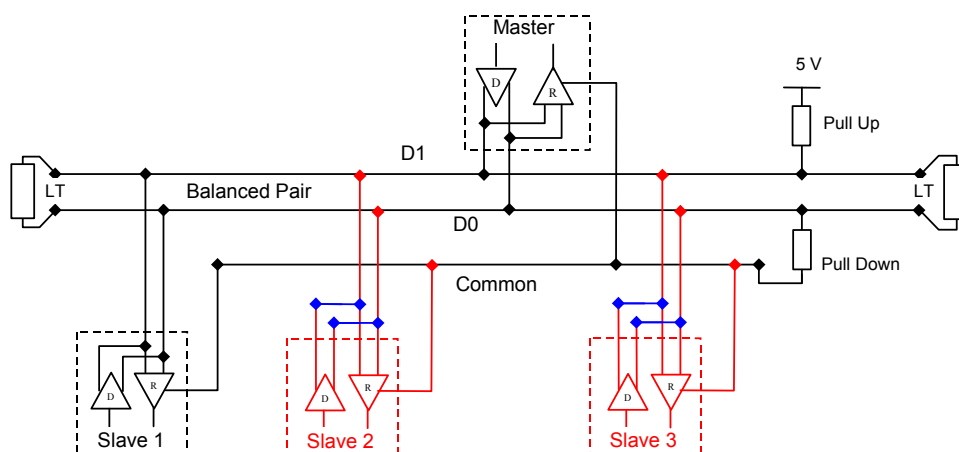 Master
D
R
5 V
Pull Up
D1
LT
Balanced Pair
LT
D0
Pull Down
Common
D
R
Slave 1
D
R
Slave 2
D
R
Slave 3